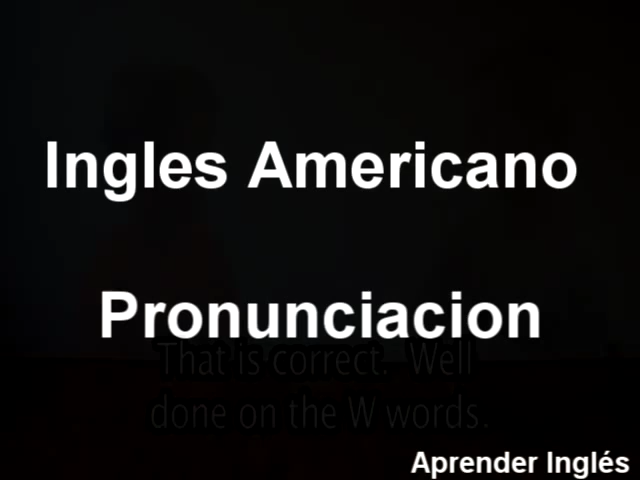 Ingles Americano
Pronunciacion
That is correct. Well
done on the W words.
Aprender Inglés